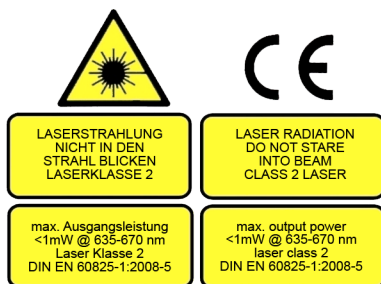 CE
LASERSTRAHLUNG
NICHT IN DEN
STRAHL BLICKEN
LASERKLASSE 2
LASER RADIATION
DO NOT STARE
INTO BEAM
CLASS 2 LASER
max. Ausgangsleistung
<1mW @ 635-670 nm
Laser Klasse 2
DIN EN 60825-1:2008-5
max. output power
<1mW @ 635-670 nm
laser class 2
DIN EN 60825-1:2008-5